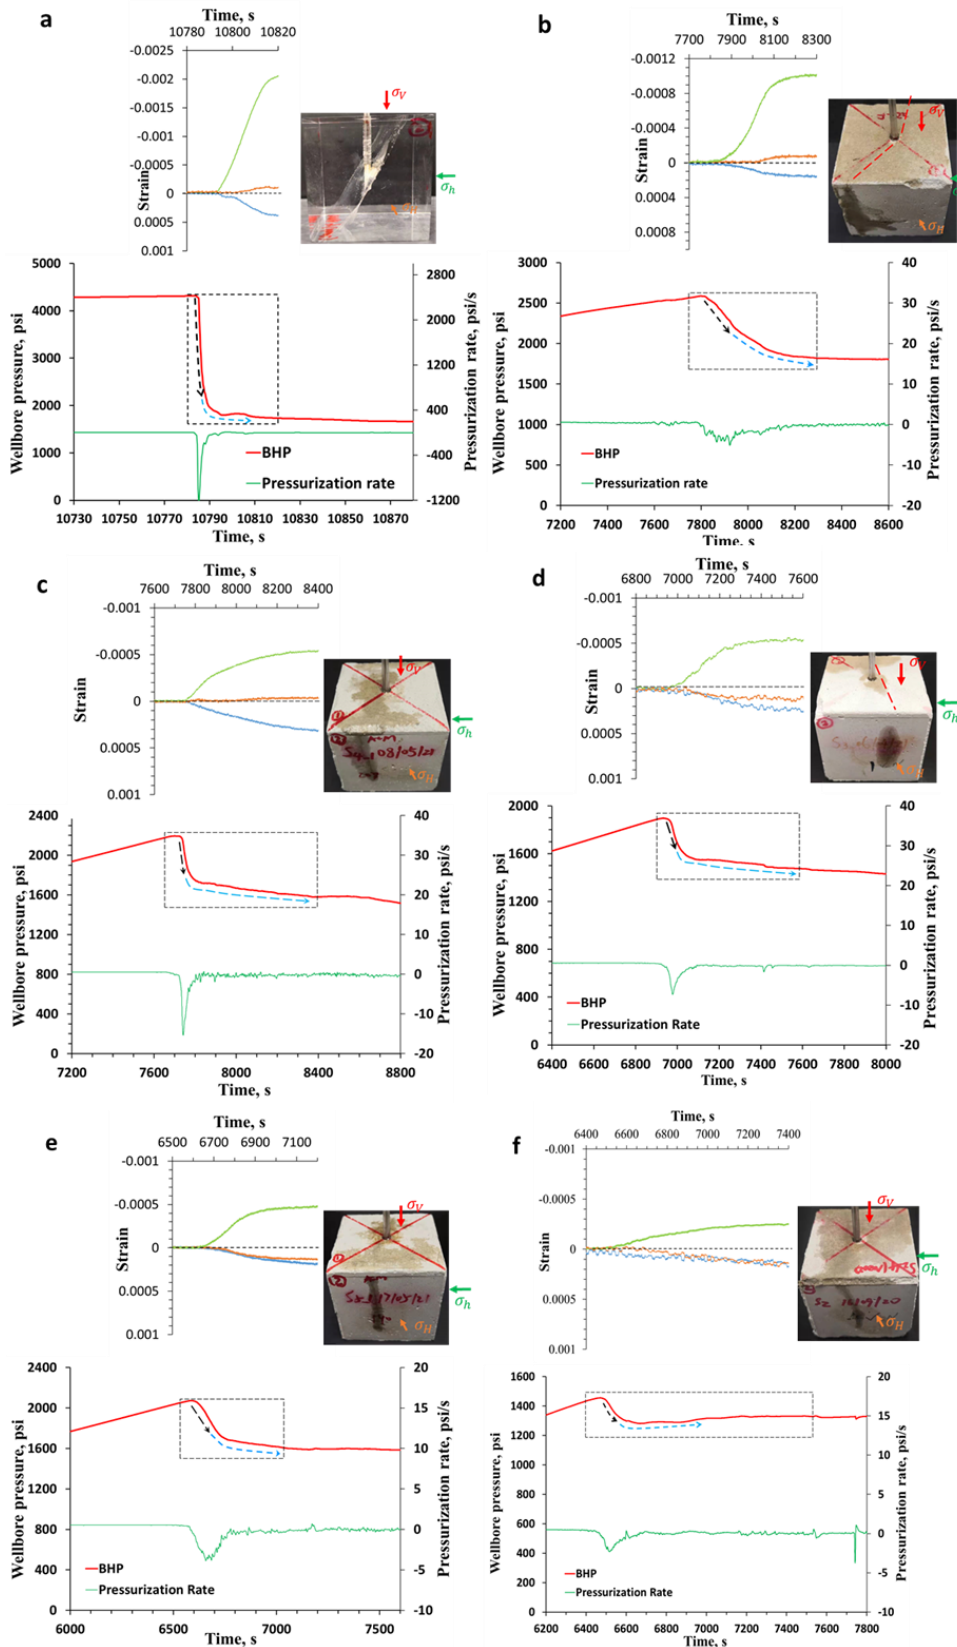 a
Time, s
10780 10800 10820
-0.0025
-0.002
-0.0015
-0.001
-0.0005
0
0.0005
0.001
Strain
σV
σh
5000
4000
3000
2000
1000
0
Wellbore pressure, psi
2800
2400
1600
1200
400
-400
-1200
Pressurization rate, psi/s
BHP
Pressurization rate
10730 10750 10770 10790 10810 10830 10850 10870
Time, s
b
Time, s
7700 7900 8100 8300
-0.0012
-0.0008
-0.0004
0
0.0004
0.0008
Strain
σV
σH
3000
2500
2000
1500
1000
500
0
Wellbore pressure, psi
40
30
20
10
0
-10
-20
Pressurization rate, psi/s
BHP
Pressurization rate
7200 7400 7600 7800 8000 8200 8400 8600
Time, s
c
Time, s
7600 7800 8000 8200 8400
-0.001
-0.0005
0
0.0005
0.001
Strain
σV
σh
σH
2400
2000
1600
1200
800
400
0
Wellbore pressure, psi
40
30
20
10
0
-10
-20
Pressurization rate, psi/s
7200 7600 8000 8400 8800
Time, s
d
Time, s
6800 7000 7200 7400 7600
-0.001
-0.0005
0
0.0005
0.001
Strain
σV
σh
2000
1600
1200
800
400
0
Wellbore pressure, psi
40
30
20
10
0
-10
-20
Pressurization rate, psi/s
BHP
Pressurization Rate
6400 6600 6800 7000 7200 7400 7600 7800 8000
Time, s
e
Time, s
6500 6700 6900 7100
-0.001
-0.0005
0
0.0005
0.001
Strain
σV
σh
σH
2400
2000
1600
1200
800
400
0
Wellbore pressure, psi
20
15
10
5
0
-5
-10
Pressurization rate, psi/s
BHP
Pressurization Rate
6000 6500 7000 7500
Time, s
f
Time, s
6400 6600 6800 7000 7200 7400
-0.001
-0.0005
0
0.0005
0.001
Strain
σV
σh
σH
1600
1400
1200
1000
800
600
400
200
0
Wellbore pressure, psi
20
15
10
5
0
-5
-10
Pressurization rate, psi/s
BHP
Pressurization Rate
6200 6400 6600 6800 7000 7200 7400 7600 7800
Time, s